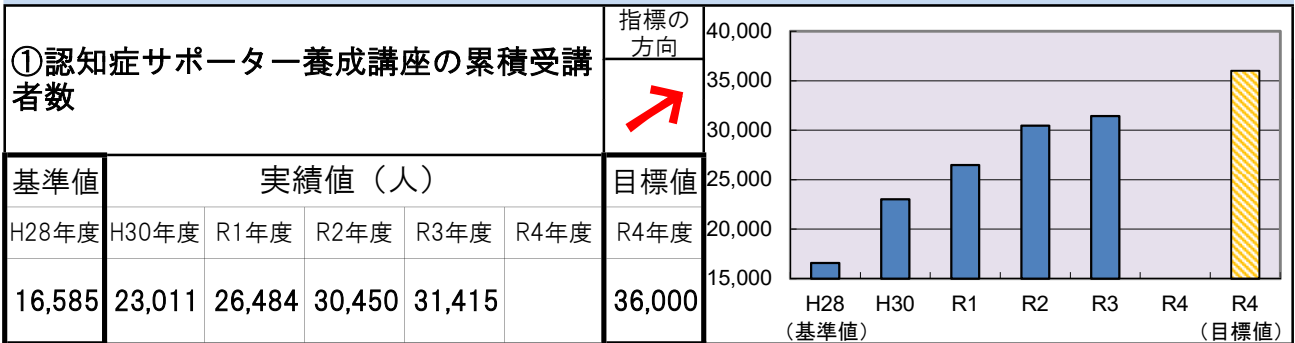 ①認知症サポーター養成講座の累積受講
者数
指標の
方向
基準値 実績値（人） 目標値
H28年度 H30年度 R1年度 R2年度 R3年度 R4年度 R4年度
16,585 23,011 26,484 30,450 31,415 36,000
40,000
35,000
30,000
25,000
20,000
15,000
H28 H30 R1 R2 R3 R4 R4
（基準値） （目標値）